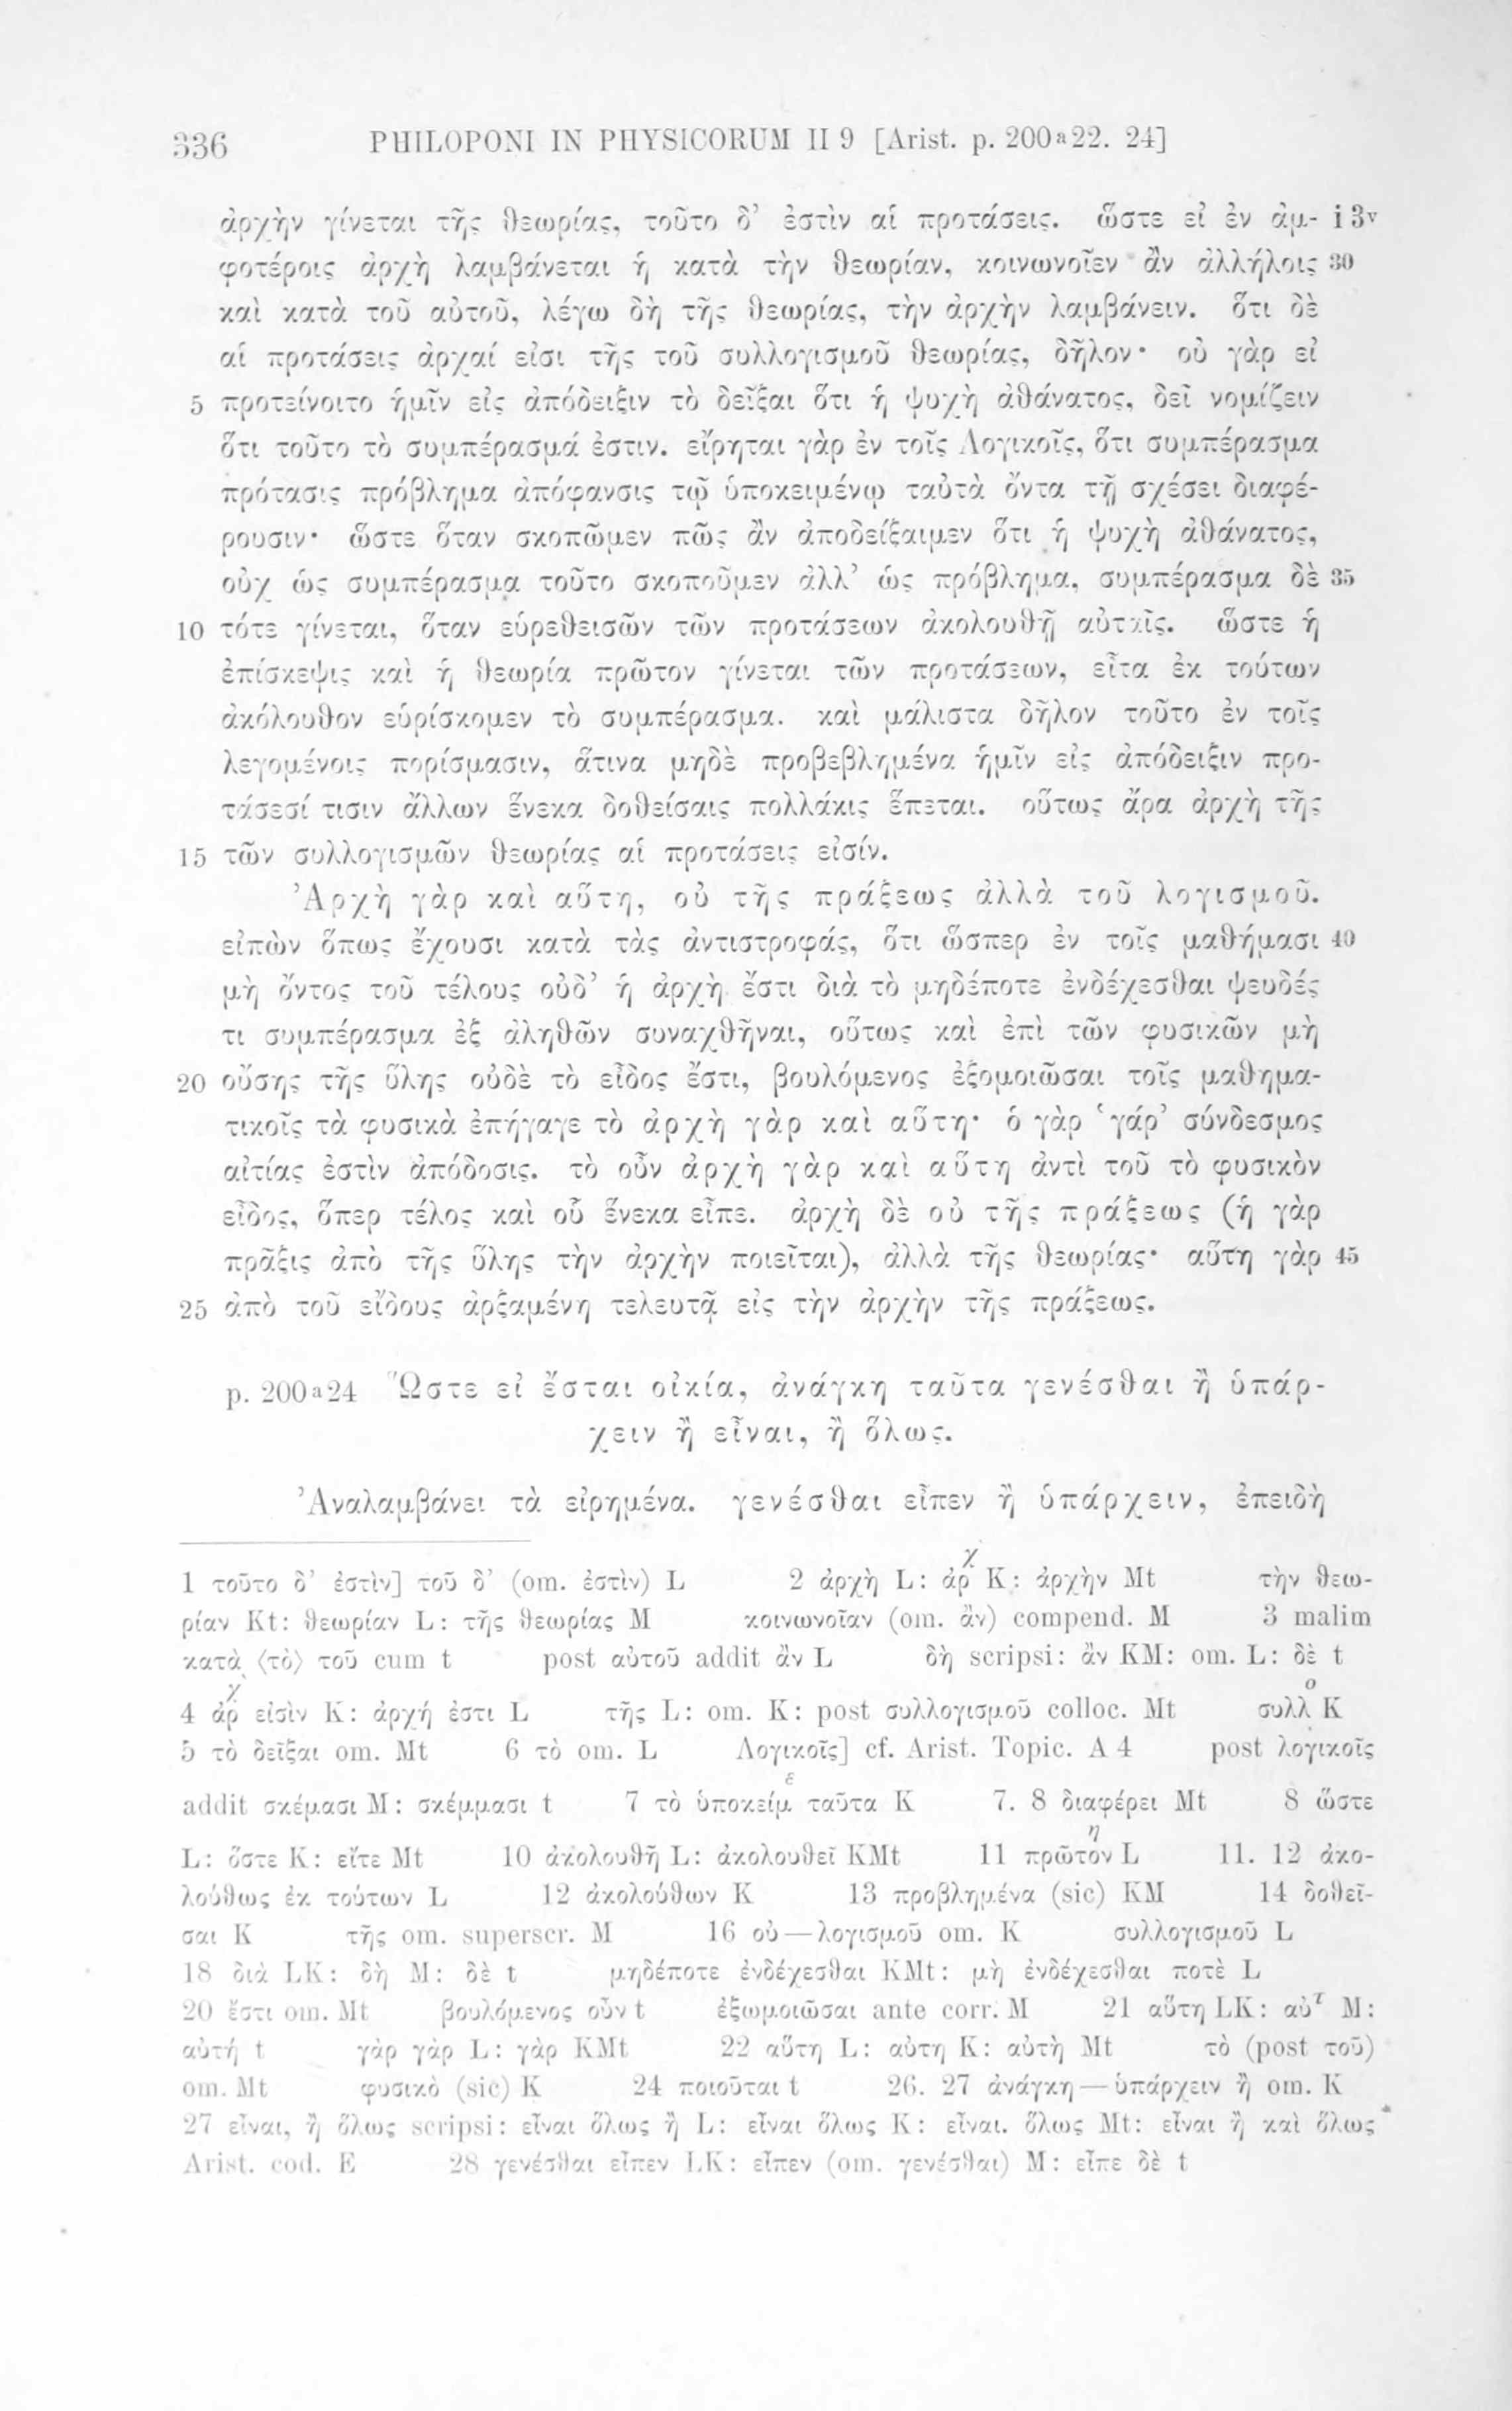 336 PHILOPONI IN PHYSICORUM II 9 [Arist. p. 200a22. 24]
ἀρχὴν γίνεται τῆς θεωρίας, τοῦτο δ’ ἐστὶν αἱ προτάσεις. ὥστε εἰ ἐν ἀμ- i 3v
φοτέροις ἀρχὴ λαμβάνεται ἡ κατὰ τὴν θεωρίαν, κοινωνοῖεν ἂν ἀλλήλοις 30
καὶ κατὰ τοῦ αὐτοῦ, λέγω δὴ τῆς θεωρίας, τὴν ἀρχὴν λαμβάνειν. ὅτι δὲ
αἱ προτάσεις ἀρχαί εἰσι τῆς τοῦ συλλογισμοῦ θεωρίας, δῆλον· οὐ γὰρ εἰ
5 προτείνοιτο ἡμῖν εἰς ἀπόδειξιν τὸ δεῖξαι ὅτι ἡ ψυχὴ ἀθάνατος, δεῖ νομίζειν
ὅτι τοῦτο τὸ συμπέρασμά ἐστιν. εἴρηται γὰρ ἐν τοῖς Λογικοῖς, ὅτι συμπέρασμα
πρότασις πρόβλημα ἀπόφανσις τῷ ὑποκειμένῳ ταὐτὰ ὄντα τῇ σχέσει διαφέ-
ρουσιν· ὥστε ὅταν σκοπῶμεν πῶς ἂν ἀποδείξαιμεν ὅτι ἡ ψυχὴ ἀθάνατος,
οὐχ ὡς συμπέρασμα τοῦτο σκοποῦμεν ἀλλ’ ὡς πρόβλημα, συμπέρασμα δὲ 35
10 τότε γίνεται, ὅταν εὑρεθεισῶν τῶν προτάσεων ἀκολουθῇ αὐταῖς. ὥστε ἡ
ἐπίσκεψις καὶ ἡ θεωρία πρῶτον γίνεται τῶν προτάσεων, εἶτα ἐκ τούτων
ἀκόλουθον εὑρίσκομεν τὸ συμπέρασμα. καὶ μάλιστα δῆλον τοῦτο ἐν τοῖς
λεγομένοις πορίσμασιν, ἅτινα μηδὲ προβεβλημένα ἡμῖν εἰς ἀπόδειξιν προ-
τάσεσί τισιν ἄλλων ἕνεκα δοθείσαις πολλάκις ἕπεται. οὕτως ἄρα ἀρχὴ τῆς
15 τῶν συλλογισμῶν θεωρίας αἱ προτάσεις εἰσίν.
Ἀρχὴ γὰρ καὶ αὕτη, οὐ τῆς πράξεως ἀλλὰ τοῦ λογισμοῦ.
εἰπὼν ὅπως ἔχουσι κατὰ τὰς ἀντιστροφάς, ὅτι ὥσπερ ἐν τοῖς μαθήμασι 40
μὴ ὄντος τοῦ τέλους οὐδ’ ἡ ἀρχὴ ἔστι διὰ τὸ μηδέποτε ἐνδέχεσθαι ψευδές
τι συμπέρασμα ἐξ ἀληθῶν συναχθῆναι, οὕτως καὶ ἐπὶ τῶν φυσικῶν μὴ
20 οὔσης τῆς ὕλης οὐδὲ τὸ εἶδος ἔστι, βουλόμενος ἐξομοιῶσαι τοῖς μαθημα-
τικοῖς τὰ φυσικὰ ἐπήγαγε τὸ ἀρχὴ γὰρ καὶ αὕτη· ὁ γὰρ ‘γάρ’ σύνδεσμος
αἰτίας ἐστὶν ἀπόδοσις. τὸ οὖν ἀρχὴ γὰρ καὶ αὕτη ἀντὶ τοῦ τὸ φυσικὸν
εἶδος, ὅπερ τέλος καὶ οὗ ἕνεκα εἶπε. ἀρχὴ δὲ οὐ τῆς πράξεως (ἡ γὰρ
πρᾶξις ἀπὸ τῆς ὕλης τὴν ἀρχὴν ποιεῖται), ἀλλὰ τῆς θεωρίας· αὕτη γὰρ 45
25 ἀπὸ τοῦ εἴδους ἀρξαμένη τελευτᾷ εἰς τὴν ἀρχὴν τῆς πράξεως.
p. 200a24 Ὥστε εἰ ἔσται οἰκία, ἀνάγκη ταῦτα γενέσθαι ἢ ὑπάρ-
χειν ἢ εἶναι, ἢ ὅλως.
Ἀναλαμβάνει τὰ εἰρημένα. γενέσθαι εἶπεν ἢ ὑπάρχειν, ἐπειδὴ
1 τοῦτο δ’ ἐστὶν] τοῦ δ’ (om. ἐστὶν) L 2 ἀρχὴ L: ἀρχ K: ἀρχὴν Mt τὴν θεω-
ρίαν Kt: θεωρίαν L: τῆς θεωρίας M κοινωνοῖαν (om. ἂν) compend. M 3 malim
κατὰ ⟨τὸ⟩ τοῦ cum t post αὐτοῦ addit ἂν L δὴ scripsi: ἂν KM: om. L: δὲ t
4 ἀρχ εἰσὶν K: ἀρχή ἐστι L τῆς L: om. K: post συλλογισμοῦ colloc. Mt συλλο K
5 τὸ δεῖξαι om. Mt 6 τὸ om. L Λογικοῖς] cf. Arist. Topic. A 4 post λογικοῖς
addit σκέμασι M: σκέμμασι t 7 τὸ ὑποκείμε ταῦτα K 7. 8 διαφέρει Mt 8 ὥστε
L: ὅστε K: εἴτε Mt 10 ἀκολουθῆ L: ἀκολουθεῖ KMt 11 πρῶτονη L 11. 12 ἀκο-
λούθως ἐκ τούτων L 12 ἀκολούθων K 13 προβλημένα (sic) KM 14 δοθεῖ-
σαι K τῆς om. superscr. M 16 οὐ—λογισμοῦ om. K συλλογισμοῦ L
18 διὰ LK: δὴ M: δὲ t μηδέποτε ἐνδέχεσθαι KMt: μὴ ἐνδέχεσθαι ποτὲ L
20 ἔστι om. Mt βουλόμενος οὖν t ἐξωμοιῶσαι ante corr. M 21 αὕτη LK: αὐτ M:
αὐτή t γὰρ γὰρ L: γὰρ KMt 22 αὕτη L: αὐτη K: αὐτὴ Mt τὸ (post τοῦ)
om. Mt φυσικὸ (sic) K 24 ποιοῦται t 26. 27 ἀνάγκη—ὑπάρχειν ἢ om. K
27 εἶναι, ἢ ὅλως scripsi: εἶναι ὅλως ἢ L: εἶναι ὅλως K: εἶναι. ὅλως Mt: εἶναι ἢ καὶ ὅλως
Arist. cod. E 28 γενέσθαι εἶπεν LK: εἶπεν (om. γενέσθαι) M: εἶπε δὲ t